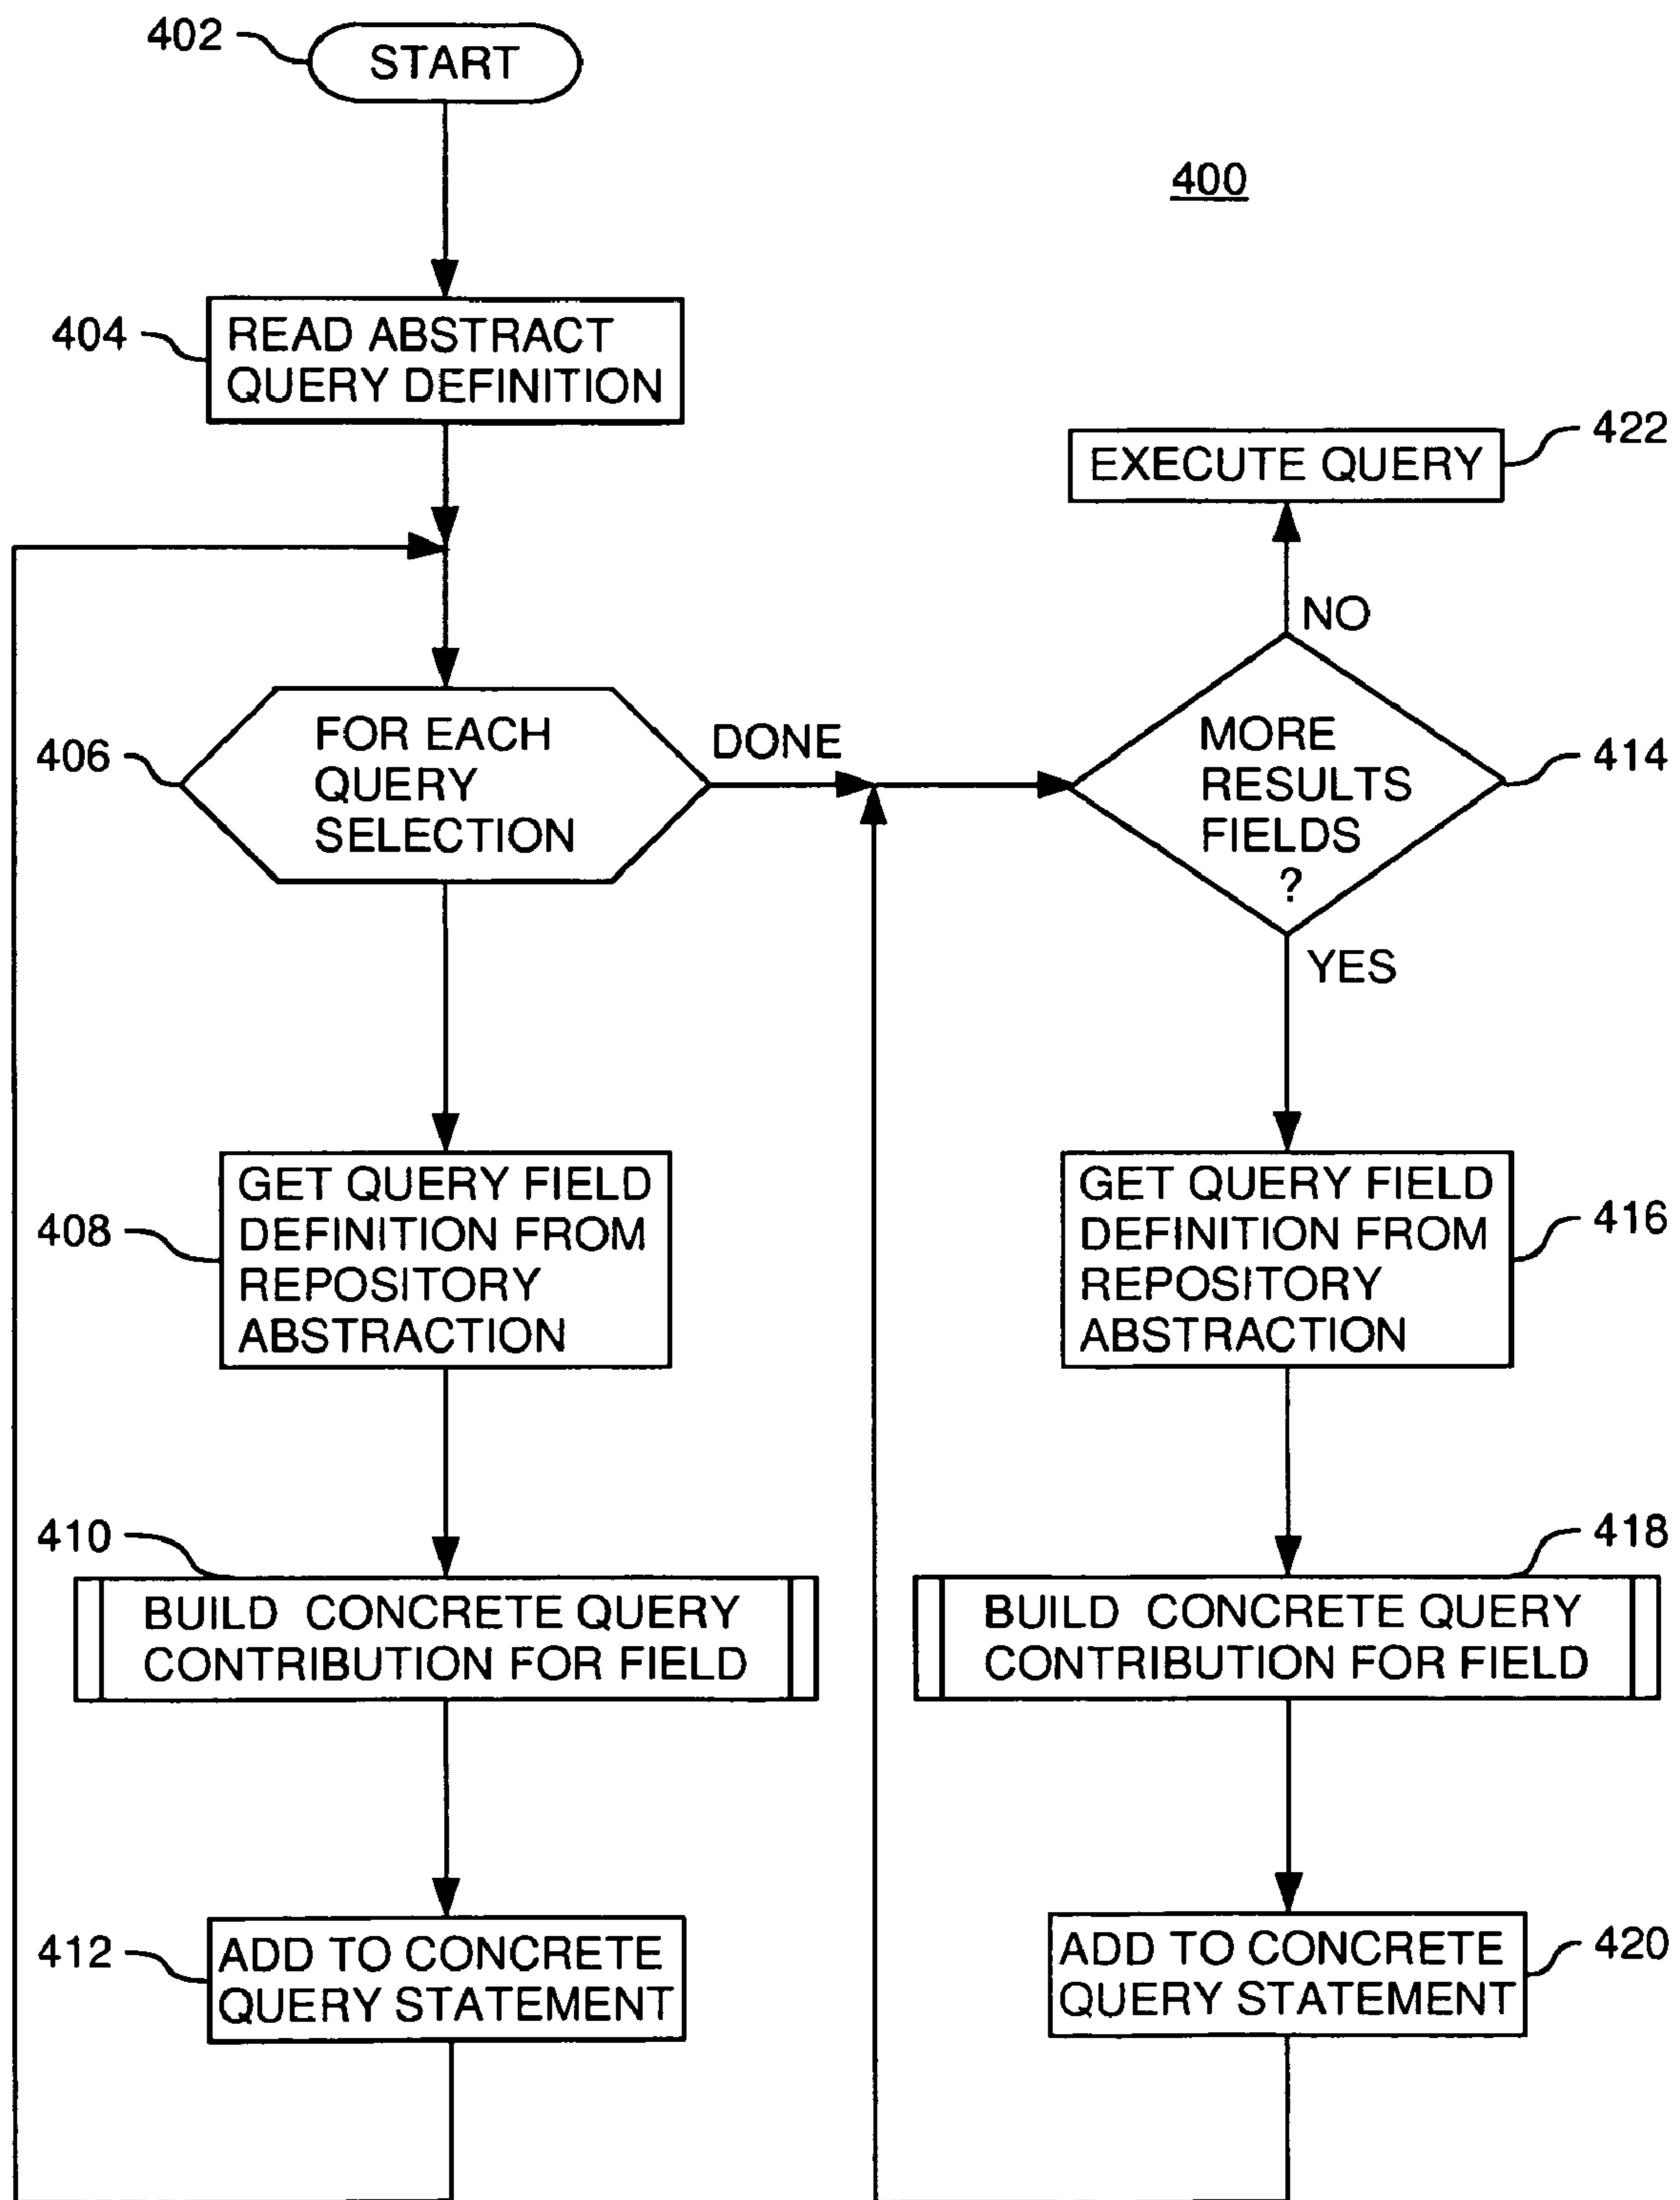 402
START
400
404
READ ABSTRACT
QUERY DEFINITION
422
EXECUTE QUERY
NO
406
FOR EACH
QUERY
SELECTION
DONE
MORE
RESULTS
FIELDS
?
414
YES
408
GET QUERY FIELD
DEFINITION FROM
REPOSITORY
ABSTRACTION
GET QUERY FIELD
DEFINITION FROM
REPOSITORY
ABSTRACTION
416
410
BUILD CONCRETE QUERY
CONTRIBUTION FOR FIELD
418
BUILD CONCRETE QUERY
CONTRIBUTION FOR FIELD
412
ADD TO CONCRETE
QUERY STATEMENT
ADD TO CONCRETE
QUERY STATEMENT
420